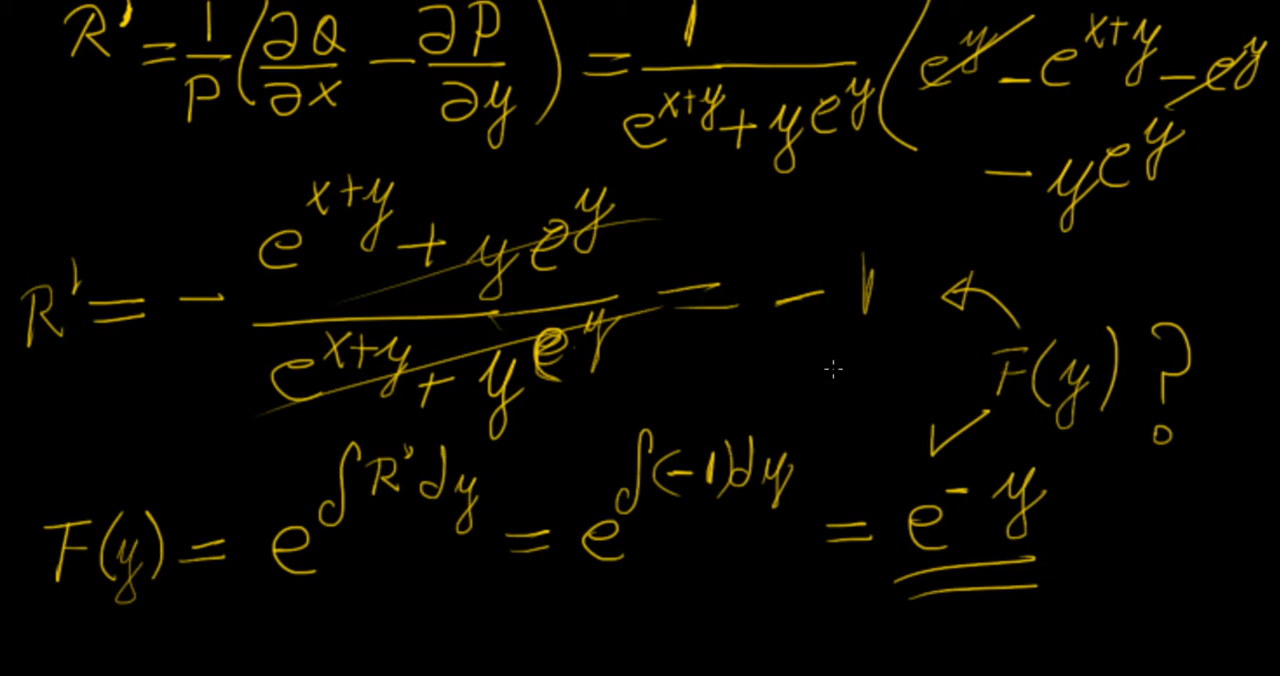 R' = 1/P (∂Q/∂x − ∂P/∂y) = 1/(e^{x+y} + ye^y) (e^y − e^{x+y} − e^y
− ye^y
R' = − (e^{x+y} + ye^y)/(e^{x+y} + ye^y) = − 1
F(y) ?
F(y) = e^{∫R'dy} = e^{∫(−1)dy} = e^{−y}